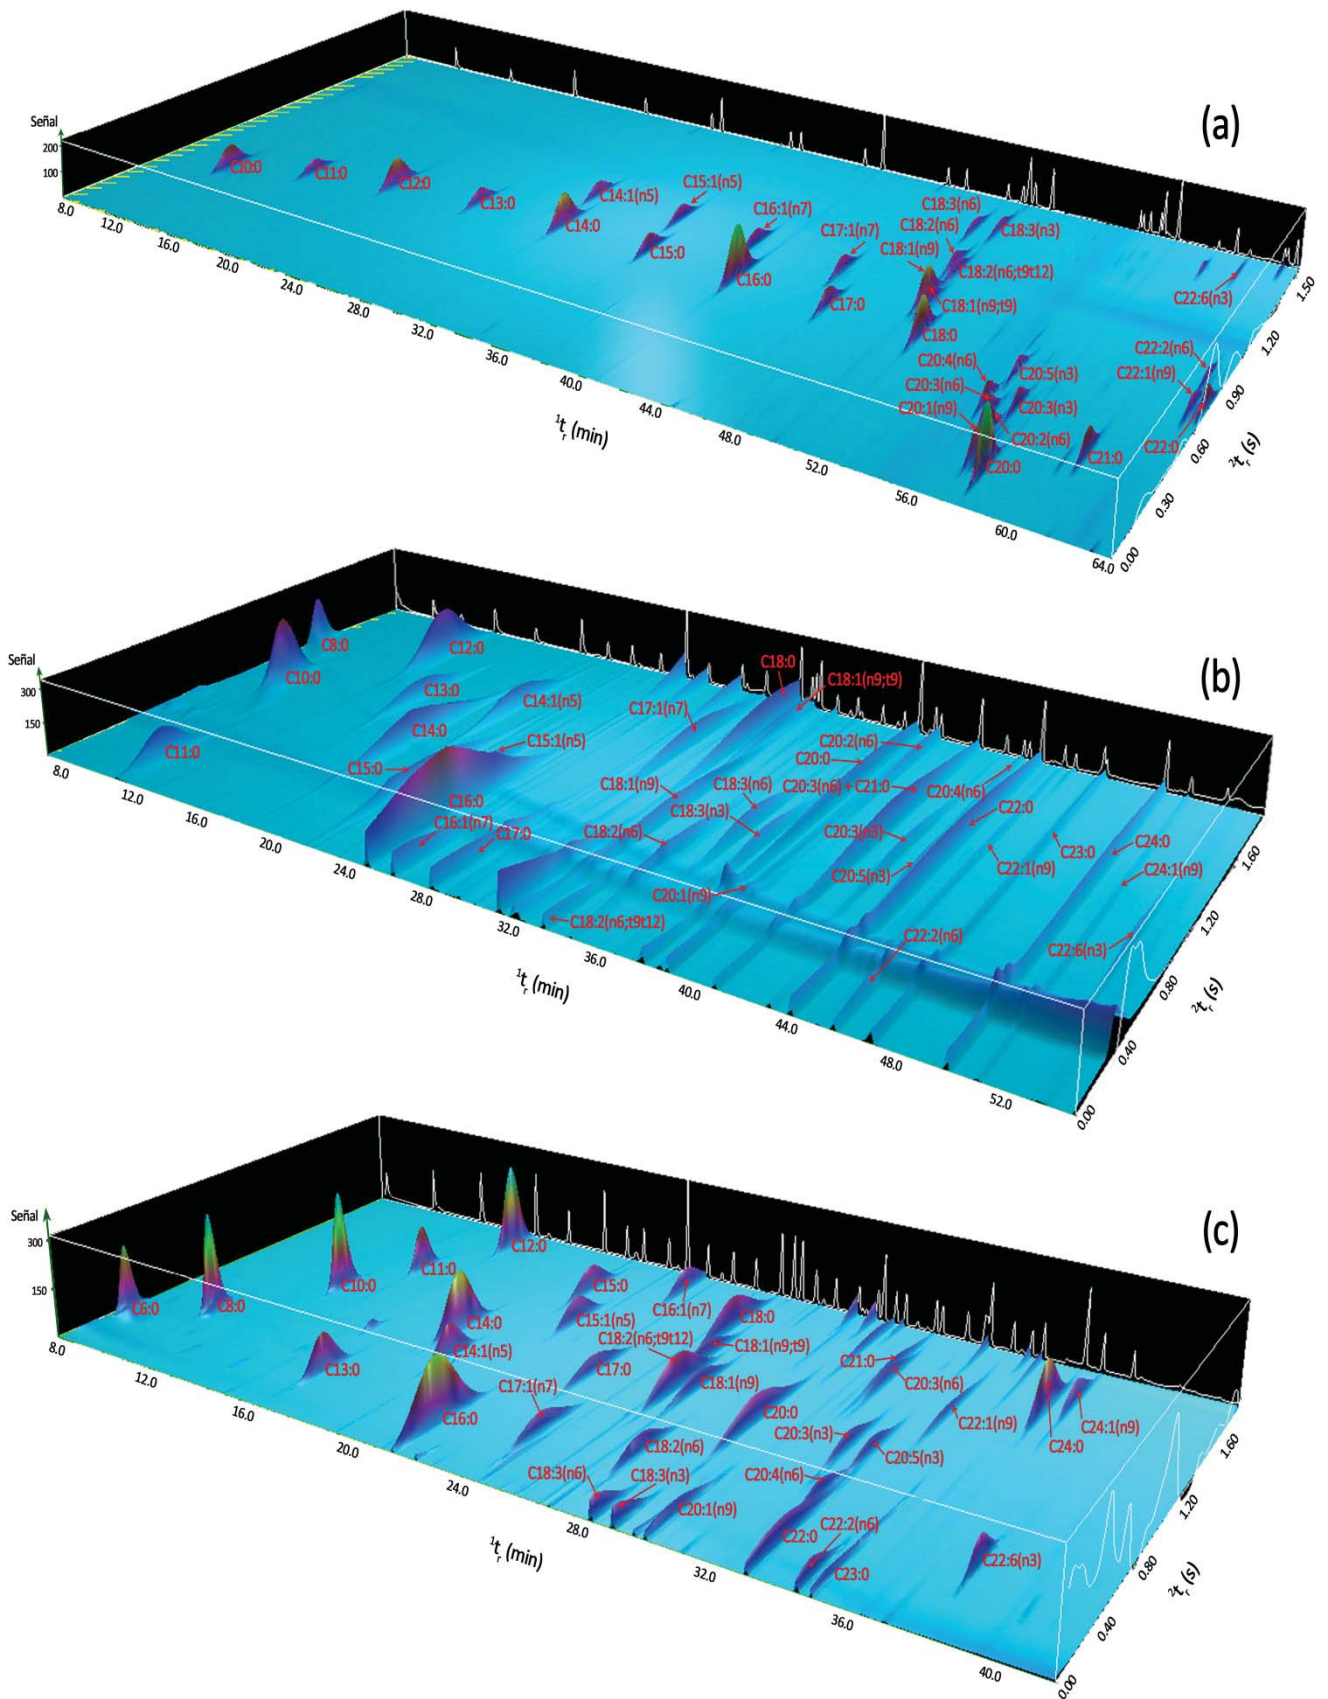 (a)
Señal
200
100
C10:0
C11:0
C12:0
C13:0
C14:0
C14:1(n5)
C15:1(n5)
C15:0
C16:1(n7)
C16:0
C17:1(n7)
C17:0
C18:3(n6)
C18:2(n6)
C18:1(n9)
C18:3(n3)
C18:2(n6;t9t12)
C18:1(n9;t9)
C18:0
C20:4(n6)
C20:3(n6)
C20:1(n9)
C20:5(n3)
C20:3(n3)
C20:2(n6)
C20:0
C21:0
C22:6(n3)
C22:2(n6)
C22:1(n9)
C22:0
8.0
12.0
16.0
20.0
24.0
28.0
32.0
36.0
40.0
44.0
48.0
52.0
56.0
60.0
64.0
¹tᵣ (min)
0.00
0.30
0.60
0.90
1.20
1.50
²tᵣ (s)
(b)
Señal
300
150
C8:0
C10:0
C12:0
C11:0
C13:0
C14:0
C14:1(n5)
C15:1(n5)
C15:0
C16:0
C16:1(n7)
C17:0
C17:1(n7)
C18:0
C18:1(n9;t9)
C18:1(n9)
C18:3(n6)
C18:3(n3)
C18:2(n6)
C18:2(n6;t9t12)
C20:2(n6)
C20:0
C20:3(n6) + C21:0
C20:4(n6)
C20:3(n3)
C20:5(n3)
C20:1(n9)
C22:0
C22:1(n9)
C22:2(n6)
C23:0
C24:0
C24:1(n9)
C22:6(n3)
8.0
12.0
16.0
20.0
24.0
28.0
32.0
36.0
40.0
44.0
48.0
52.0
¹tᵣ (min)
0.00
0.40
0.80
1.20
1.60
²tᵣ (s)
(c)
Señal
300
150
C6:0
C8:0
C10:0
C11:0
C12:0
C13:0
C14:0
C14:1(n5)
C15:0
C15:1(n5)
C16:0
C16:1(n7)
C18:2(n6;t9t12)
C17:0
C17:1(n7)
C18:0
C18:1(n9;t9)
C18:1(n9)
C18:2(n6)
C18:3(n6)
C18:3(n3)
C20:0
C20:1(n9)
C21:0
C20:3(n6)
C20:3(n3)
C20:5(n3)
C20:4(n6)
C22:0
C22:2(n6)
C23:0
C22:1(n9)
C24:0
C24:1(n9)
C22:6(n3)
8.0
12.0
16.0
20.0
24.0
28.0
32.0
36.0
40.0
¹tᵣ (min)
0.00
0.40
0.80
1.20
1.60
²tᵣ (s)